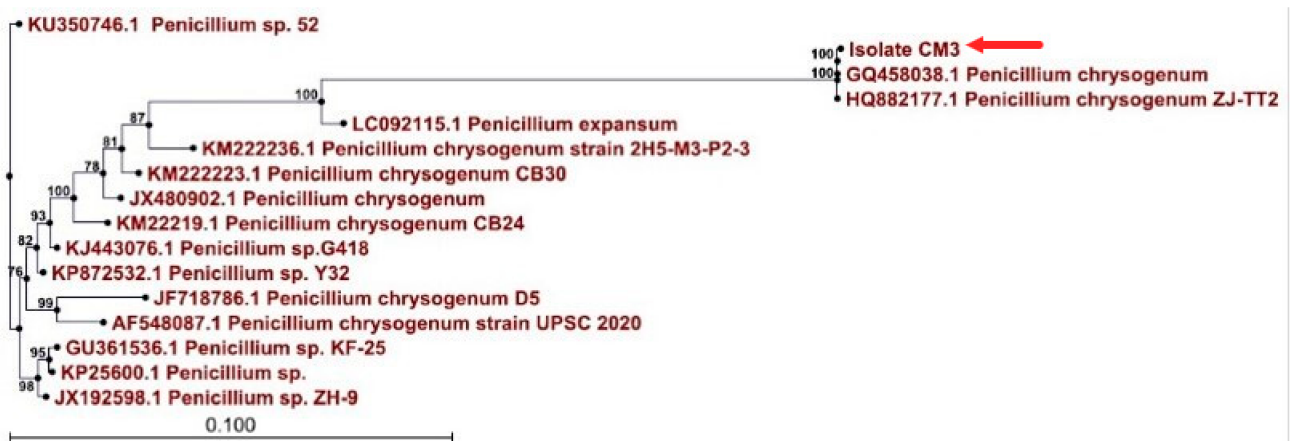 KU350746.1 Penicillium sp. 52
100 Isolate CM3
100 GQ458038.1 Penicillium chrysogenum
HQ882177.1 Penicillium chrysogenum ZJ-TT2
100
LC092115.1 Penicillium expansum
87
KM222236.1 Penicillium chrysogenum strain 2H5-M3-P2-3
81
KM222223.1 Penicillium chrysogenum CB30
78
JX480902.1 Penicillium chrysogenum
100
KM22219.1 Penicillium chrysogenum CB24
93
KJ443076.1 Penicillium sp.G418
82
KP872532.1 Penicillium sp. Y32
76
JF718786.1 Penicillium chrysogenum D5
99
AF548087.1 Penicillium chrysogenum strain UPSC 2020
GU361536.1 Penicillium sp. KF-25
95
KP25600.1 Penicillium sp.
98
JX192598.1 Penicillium sp. ZH-9
0.100